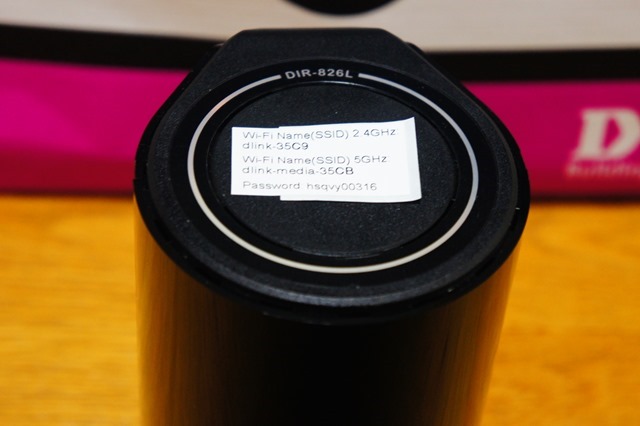 DIR-826L
Wi-Fi Name(SSID) 2.4GHz
dlink-35C9
Wi-Fi Name(SSID) 5GHz
dlink-media-35CB
Password: hsqvy00316
D